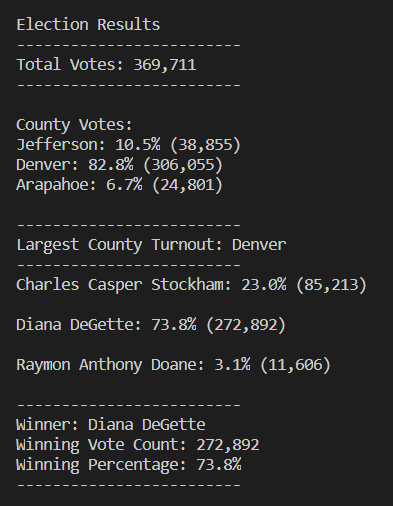 Election Results
-------------------------
Total Votes: 369,711
-------------------------
County Votes:
Jefferson: 10.5% (38,855)
Denver: 82.8% (306,055)
Arapahoe: 6.7% (24,801)
-------------------------
Largest County Turnout: Denver
-------------------------
Charles Casper Stockham: 23.0% (85,213)
Diana DeGette: 73.8% (272,892)
Raymon Anthony Doane: 3.1% (11,606)
-------------------------
Winner: Diana DeGette
Winning Vote Count: 272,892
Winning Percentage: 73.8%
-------------------------